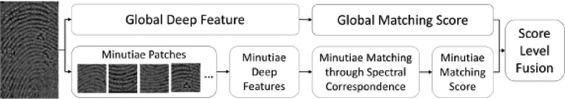 Global Deep Feature
Global Matching Score
Minutiae Patches
...
Minutiae
Deep
Features
Minutiae Matching
through Spectral
Correspondence
Minutiae
Matching
Score
Score
Level
Fusion